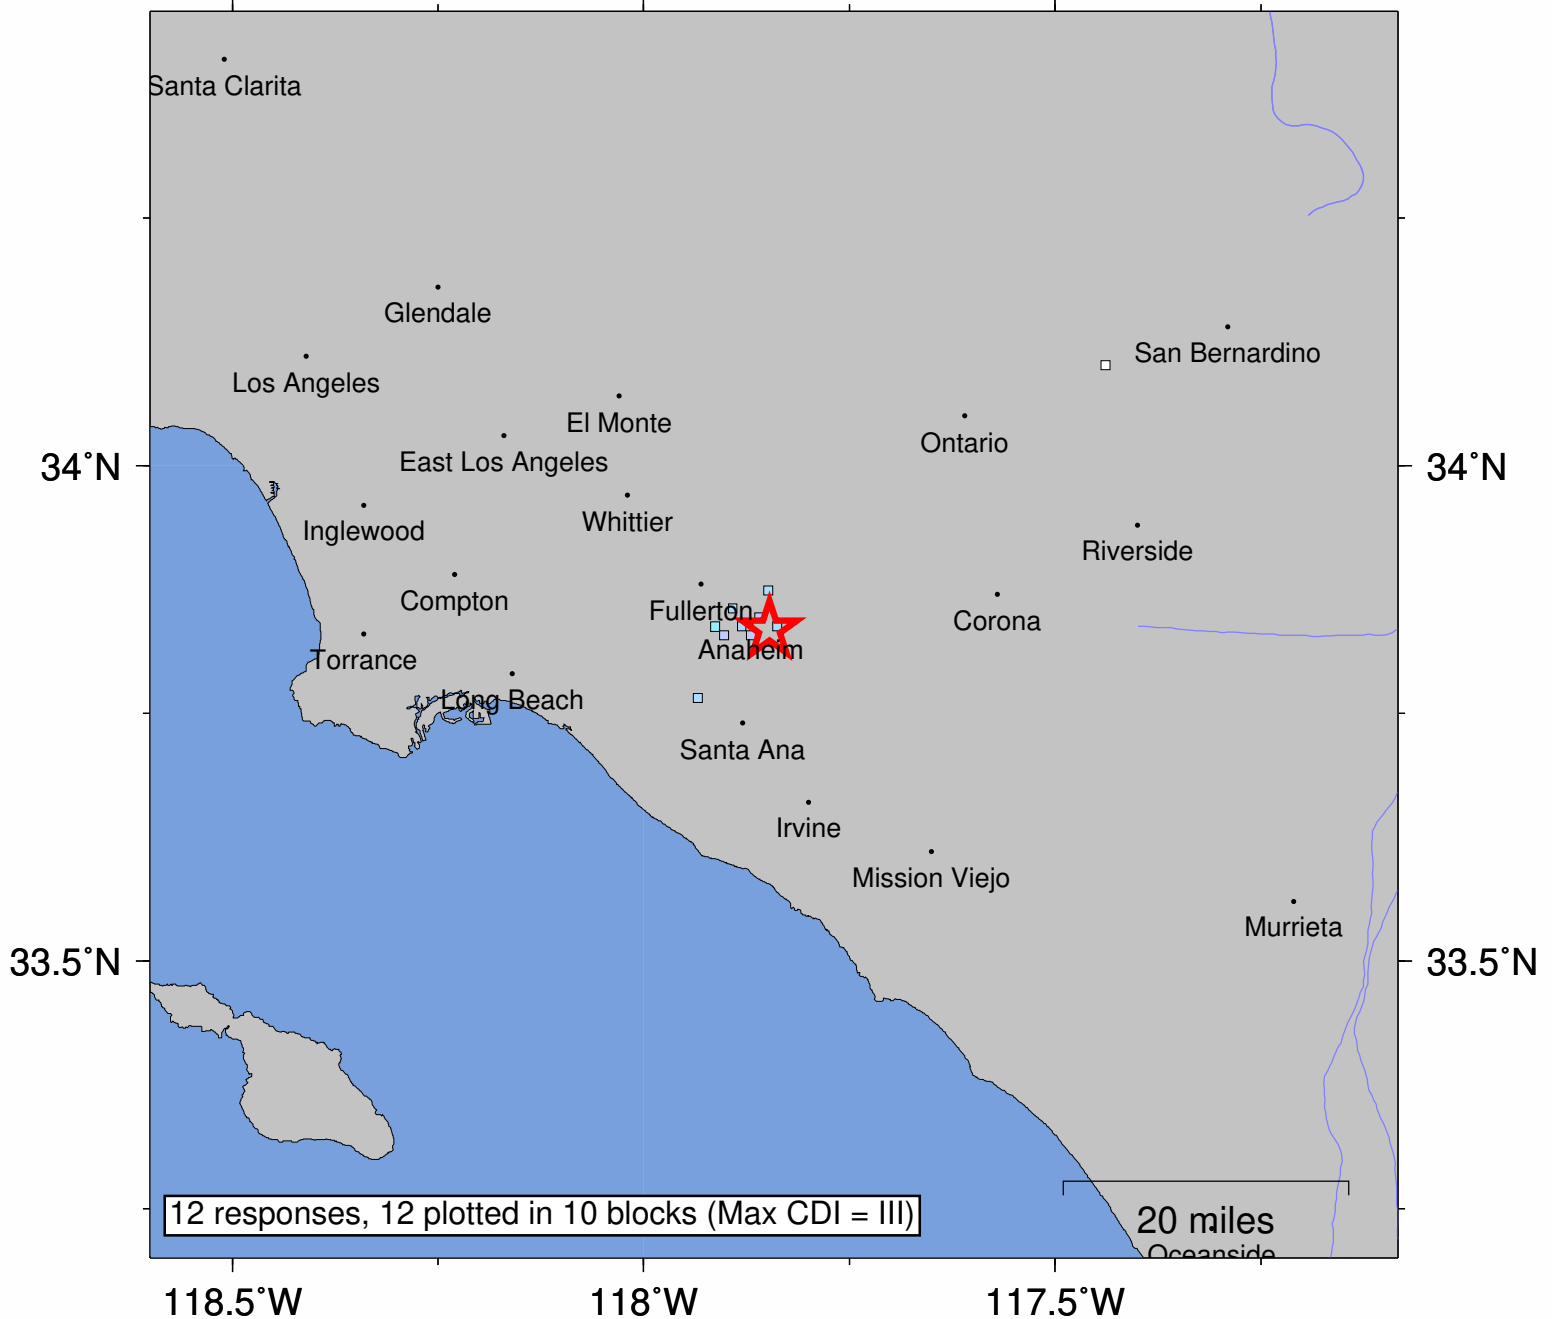 Santa Clarita
Glendale
San Bernardino
Los Angeles
El Monte
Ontario
East Los Angeles
34˚N
34˚N
Whittier
Inglewood
Riverside
Compton
Fullerton
Corona
Anaheim
Torrance
Long Beach
Santa Ana
Irvine
Mission Viejo
Murrieta
33.5˚N
33.5˚N
12 responses, 12 plotted in 10 blocks (Max CDI = III)
20 miles
Oceanside
118.5˚W
118˚W
117.5˚W